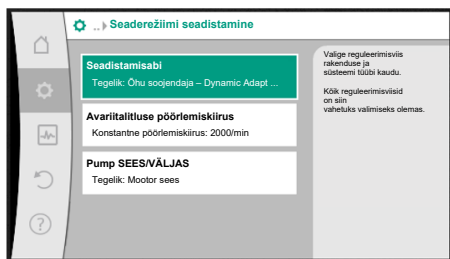 ..▸ Seaderežiimi seadistamine
Seadistamisabi
Tegelik: Õhu soojendaja – Dynamic Adapt ...
Avariitalitluse pöörlemiskiirus
Konstantne pöörlemiskiirus: 2000/min
Pump SEES/VÄLJAS
Tegelik: Mootor sees
Valige reguleerimisviis
rakenduse ja
süsteemi tüübi kaudu.
Kõik reguleerimisviisid
on siin
vahetuks valimiseks olemas.
?